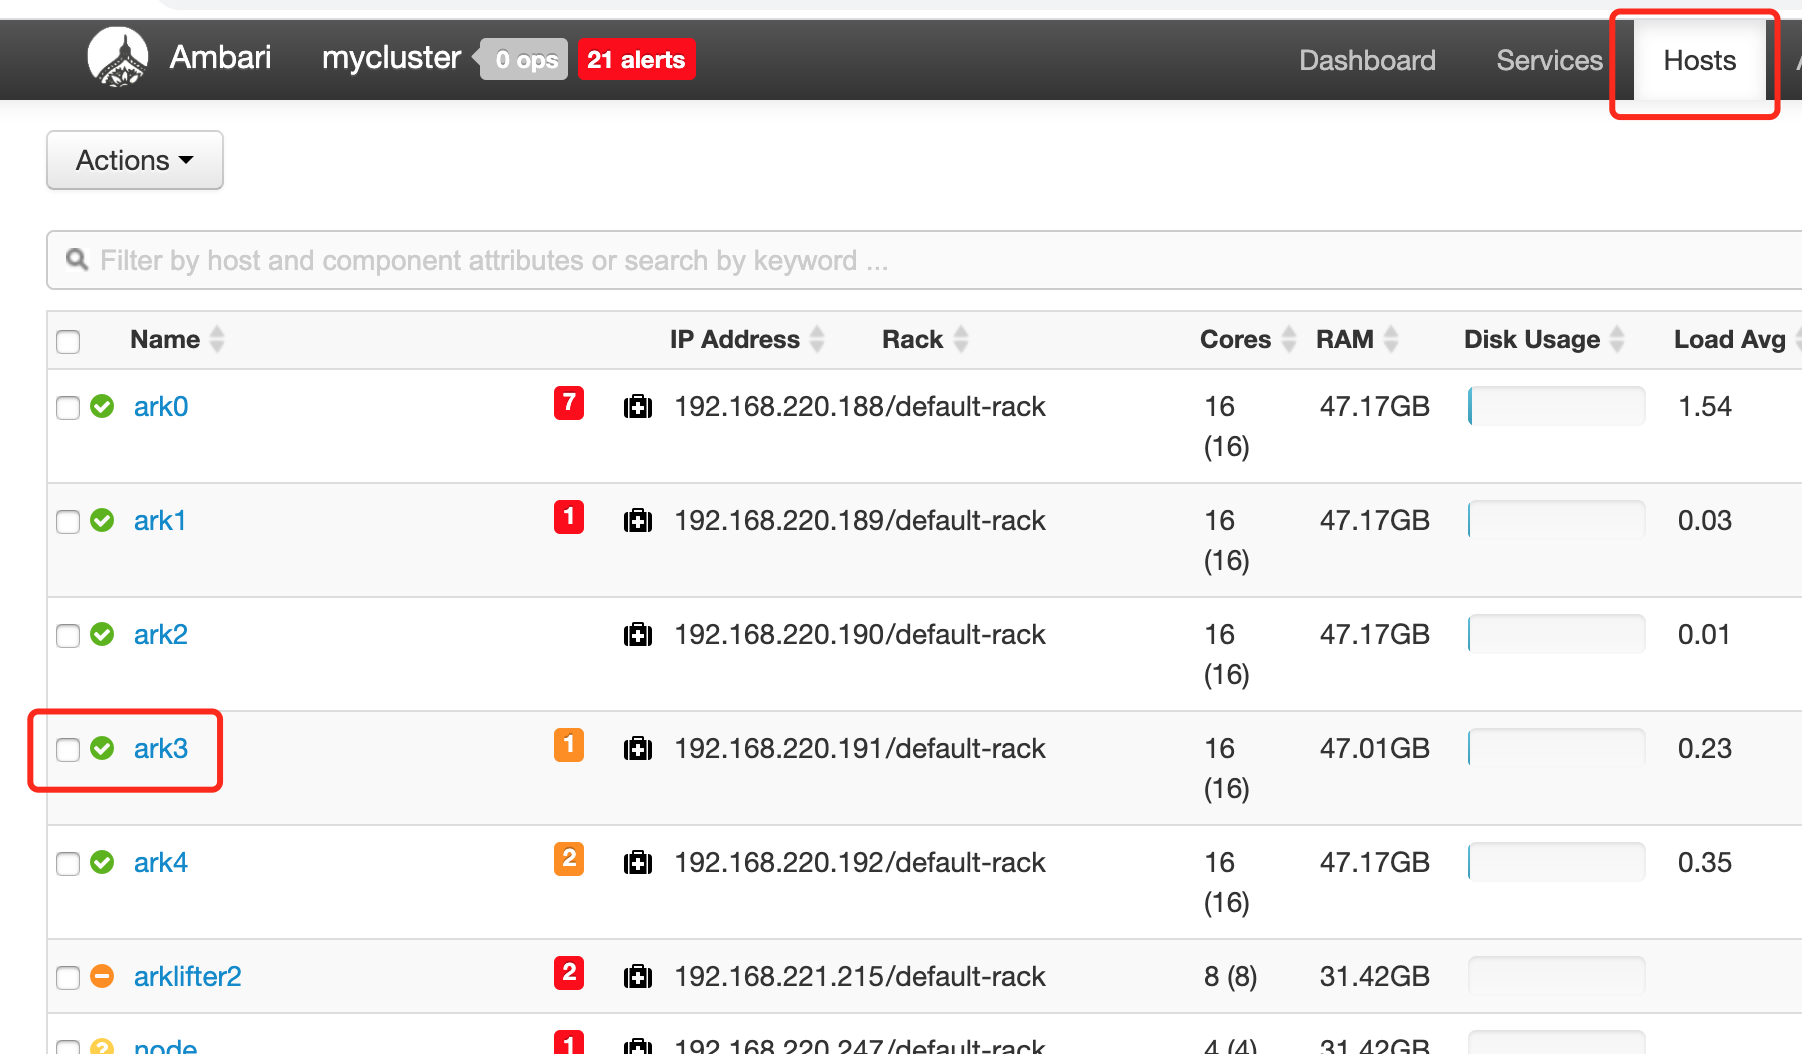 Ambari mycluster 0 ops 21 alerts Dashboard Services Hosts
Actions
Filter by host and component attributes or search by keyword ...
Name IP Address Rack Cores RAM Disk Usage Load Avg
ark0 7 192.168.220.188/default-rack 16 47.17GB 1.54
(16)
ark1 1 192.168.220.189/default-rack 16 47.17GB 0.03
(16)
ark2 192.168.220.190/default-rack 16 47.17GB 0.01
(16)
ark3 1 192.168.220.191/default-rack 16 47.01GB 0.23
(16)
ark4 2 192.168.220.192/default-rack 16 47.17GB 0.35
(16)
arklifter2 2 192.168.221.215/default-rack 8 (8) 31.42GB
node 1 192.168.220.247/default-rack 4 (4) 31.42GB